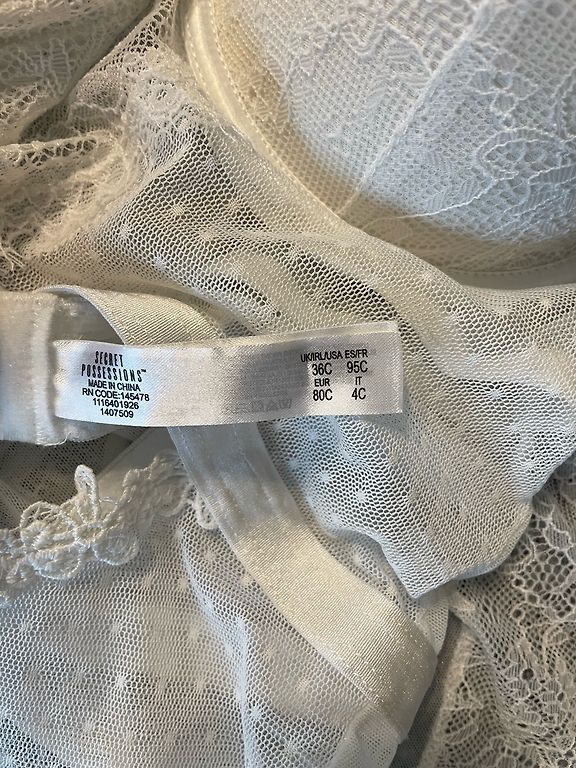 SECRET
POSSESSIONS™
MADE IN CHINA
RN CODE:145478
1116401926
1407509
UK/IRL/USA ES/FR
36C 95C
EUR IT
80C 4C